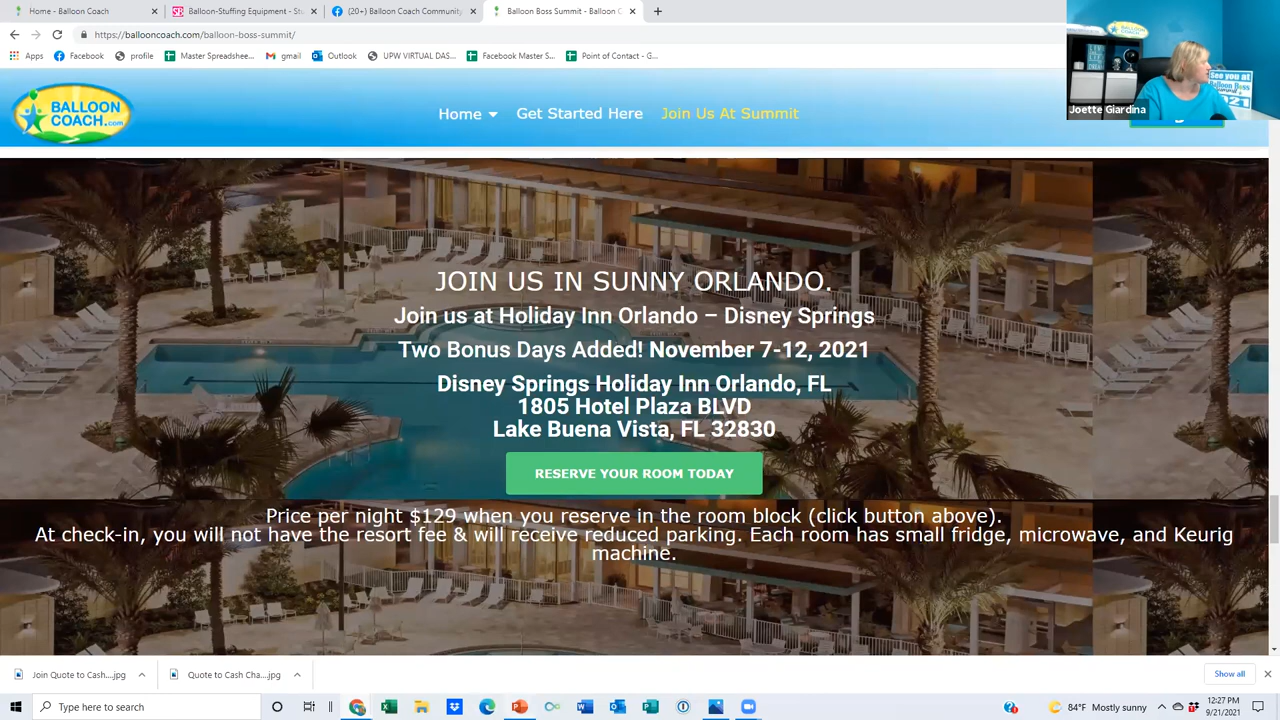 Home - Balloon Coach
Balloon-Stuffing Equipment - Stu
(20+) Balloon Coach Community
Balloon Boss Summit - Balloon C
https://ballooncoach.com/balloon-boss-summit/
Apps
Facebook
profile
Master Spreadshee...
gmail
Outlook
UPW VIRTUAL DAS...
Facebook Master S...
Point of Contact - G...
BALLOON
COACH.com
Home
Get Started Here
Join Us At Summit
See you at
Balloon Boss
2021
Joette Giardina
JOIN US IN SUNNY ORLANDO.
Join us at Holiday Inn Orlando – Disney Springs
Two Bonus Days Added! November 7-12, 2021
Disney Springs Holiday Inn Orlando, FL
1805 Hotel Plaza BLVD
Lake Buena Vista, FL 32830
RESERVE YOUR ROOM TODAY
Price per night $129 when you reserve in the room block (click button above).
At check-in, you will not have the resort fee & will receive reduced parking. Each room has small fridge, microwave, and Keurig
machine.
Join Quote to Cash....jpg
Quote to Cash Cha....jpg
Show all
Type here to search
84°F Mostly sunny
12:27 PM
9/21/2021